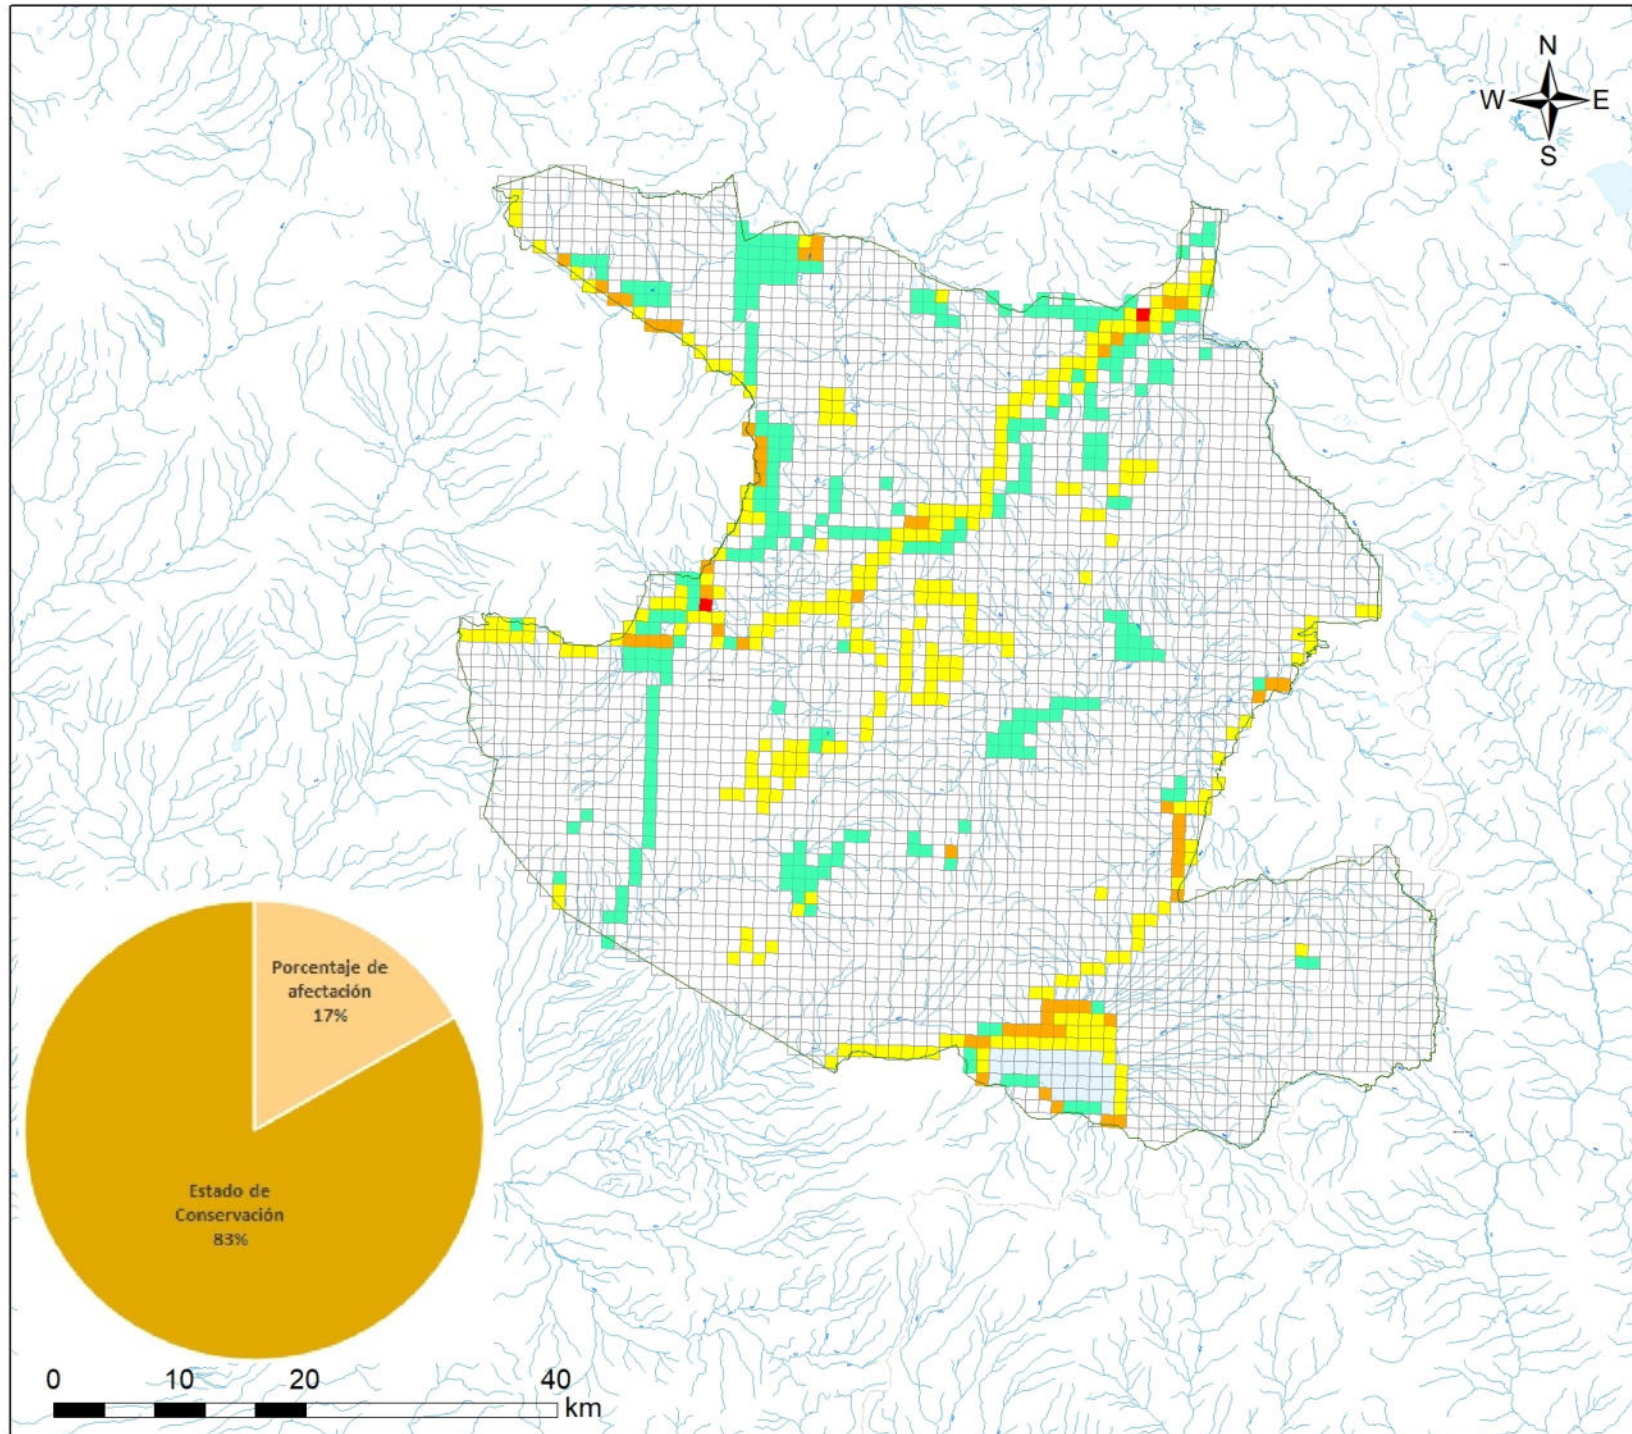 N
W E
S
Porcentaje de
afectación
17%
Estado de
Conservación
83%
0 10 20 40
km